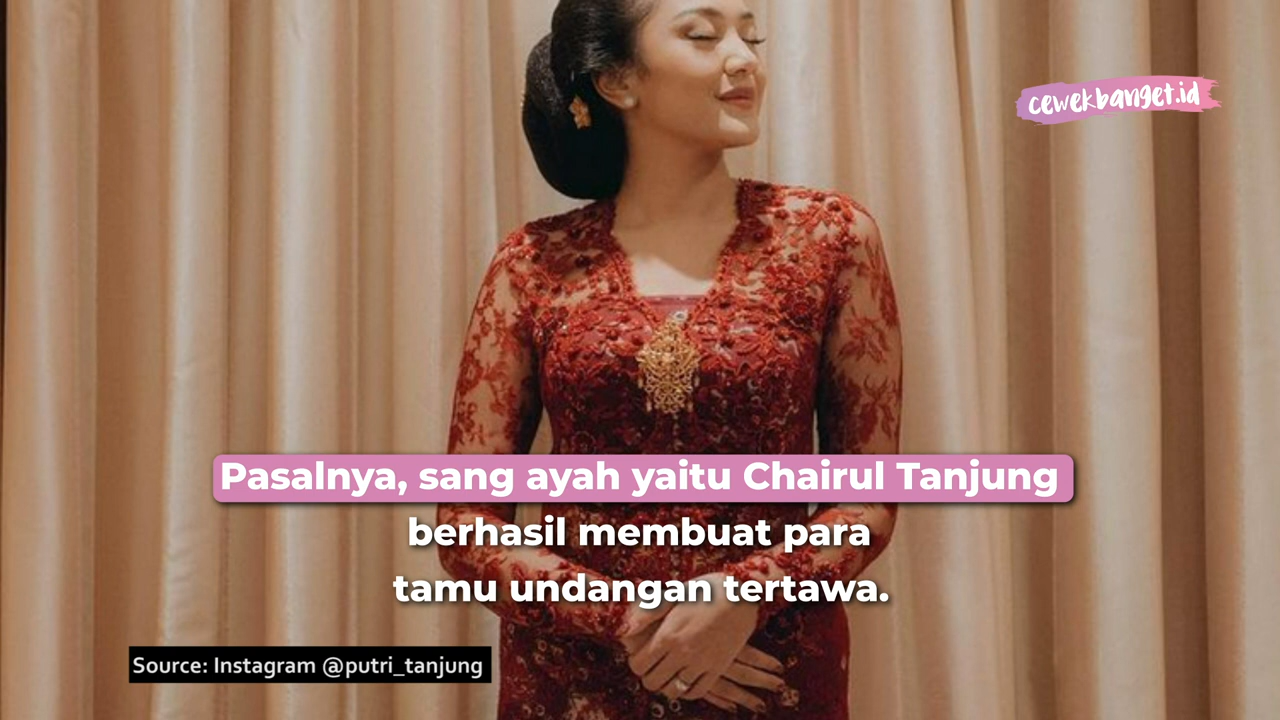 cewekbanget.id
Pasalnya, sang ayah yaitu Chairul Tanjung
berhasil membuat para
tamu undangan tertawa.
Source: Instagram @putri_tanjung